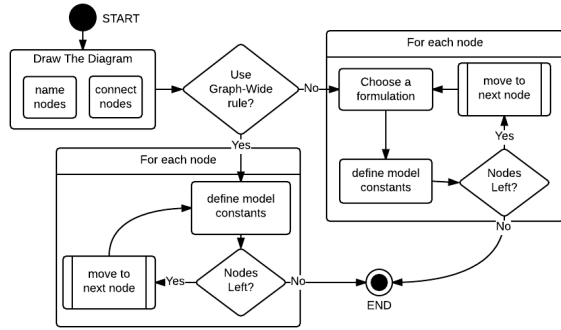 START
Draw The Diagram
name
nodes
connect
nodes
Use
Graph-Wide
rule?
No
Yes
For each node
Choose a
formulation
move to
next node
define model
constants
Yes
Nodes
Left?
No
For each node
define model
constants
move to
next node
Yes
Nodes
Left?
No
END